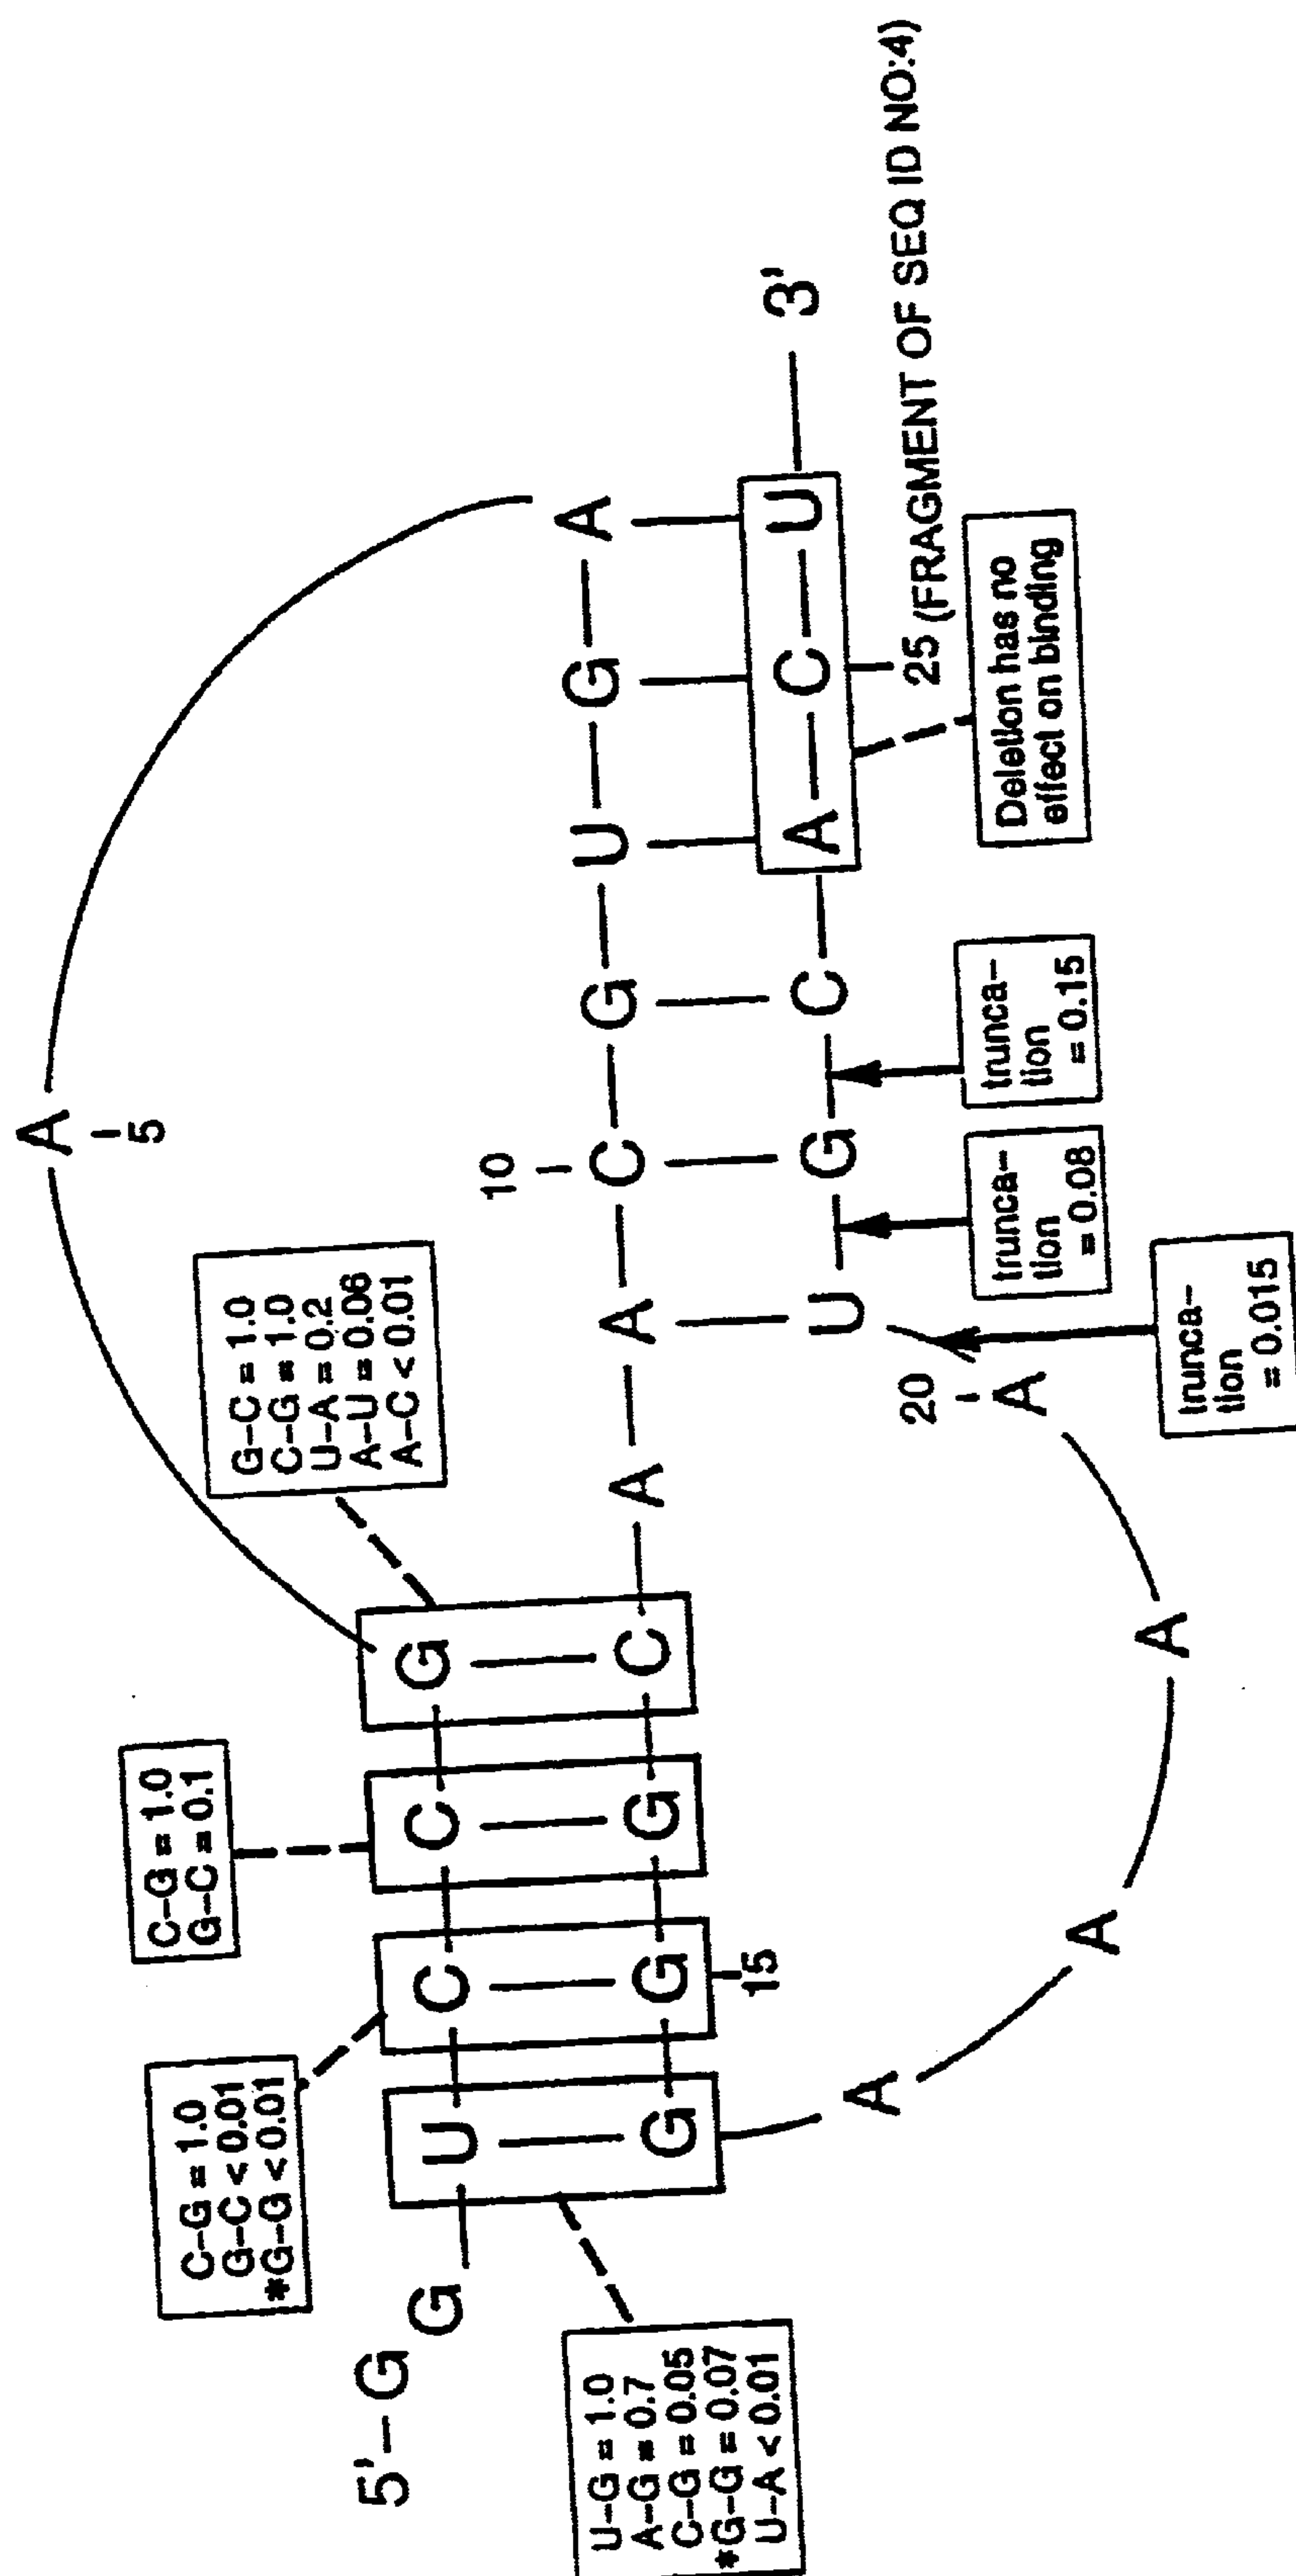 A
5
C–G = 1.0
G–C = 0.1
C–G = 1.0
G–C < 0.01
*G–G < 0.01
G–C = 1.0
C–G = 1.0
U–A = 0.2
A–U = 0.06
A–C < 0.01
5'–G G U–C–C–G
10
G–G–G–C–A–A–C–G–U–G–A
15
U–G–C–A–C–U–3'
20
A
A
A
A
A
25 (FRAGMENT OF SEQ ID NO:4)
U–G = 1.0
A–G = 0.7
C–G = 0.05
*G–G = 0.07
U–A < 0.01
trunca–
tion
= 0.08
trunca–
tion
= 0.15
Deletion has no
effect on binding
trunca–
tion
= 0.015